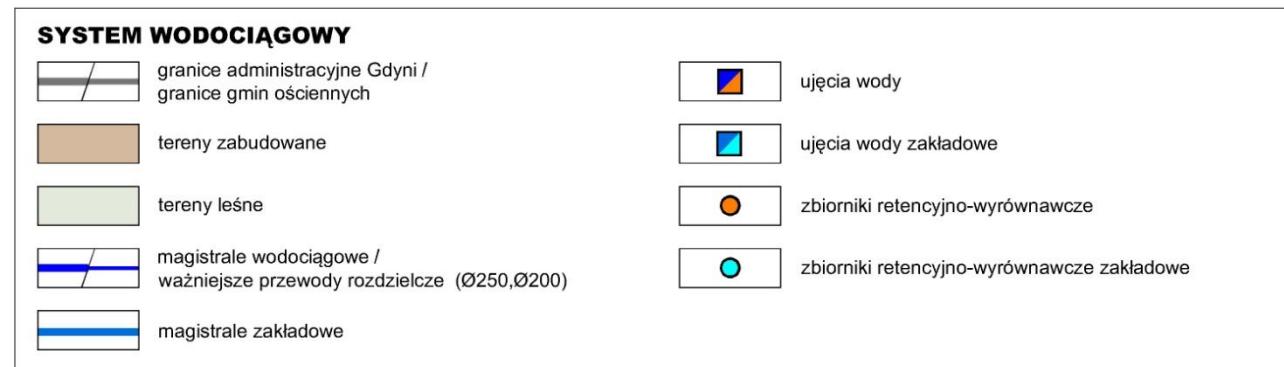 SYSTEM WODOCIĄGOWY
granice administracyjne Gdyni /
granice gmin ościennych
tereny zabudowane
tereny leśne
magistrale wodociągowe /
ważniejsze przewody rozdzielcze (Ø250,Ø200)
magistrale zakładowe
ujęcia wody
ujęcia wody zakładowe
zbiorniki retencyjno-wyrównawcze
zbiorniki retencyjno-wyrównawcze zakładowe